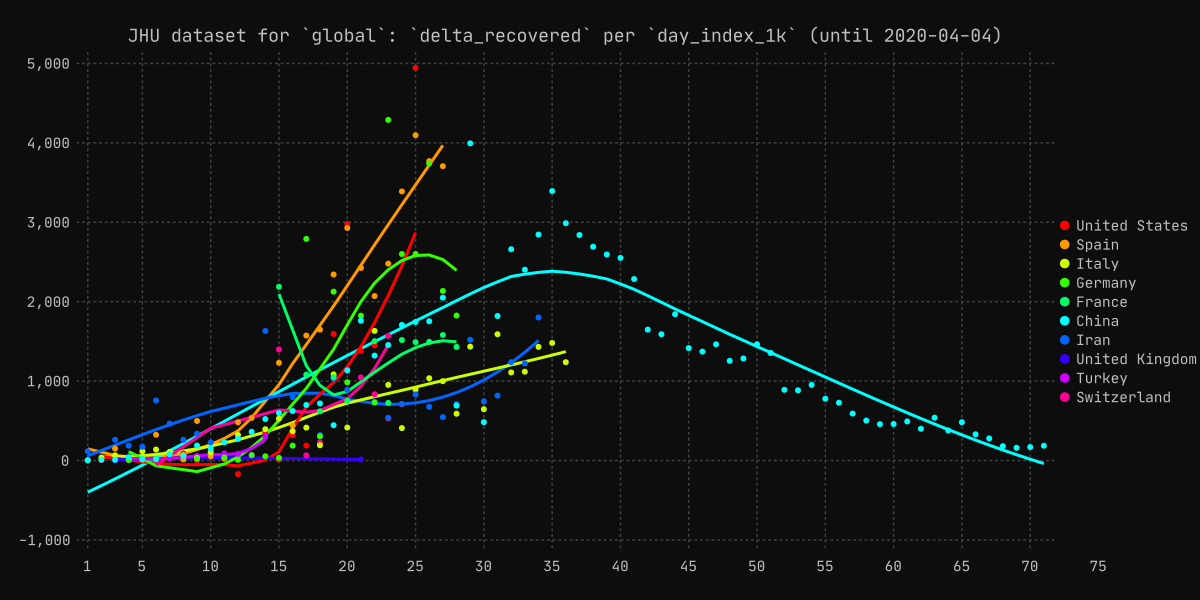 JHU dataset for `global`: `delta_recovered` per `day_index_1k` (until 2020-04-04)
5,000
4,000
3,000
2,000
1,000
0
-1,000
1 5 10 15 20 25 30 35 40 45 50 55 60 65 70 75
United States
Spain
Italy
Germany
France
China
Iran
United Kingdom
Turkey
Switzerland